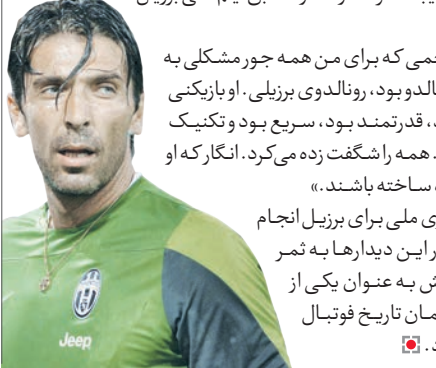 جمی که برای من همه جور مشکلی به
الدو بود، رونالدوی برزیلی. او بازیکنی
، قدرتمند بود، سریع بود و تکنیک
. همه را شگفت زده می‌کرد. انگار که او
ساخته باشند.»
ی ملی برای برزیل انجام
ر این دیدارها به ثمر
ش به عنوان یکی از
مان تاریخ فوتبال
د.
Jeep